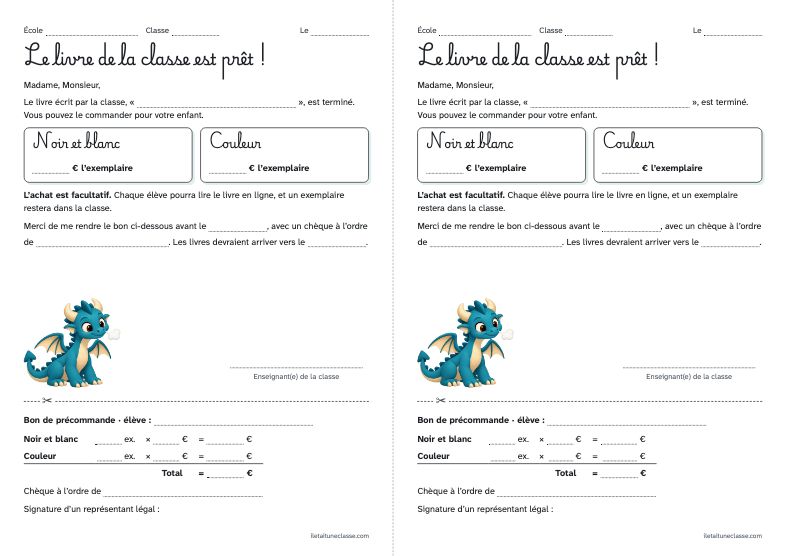 École Classe Le
Le livre de la classe est prêt !
Madame, Monsieur,
Le livre écrit par la classe, « », est terminé.
Vous pouvez le commander pour votre enfant.
Noir et blanc
€ l’exemplaire
Couleur
€ l’exemplaire
L’achat est facultatif. Chaque élève pourra lire le livre en ligne, et un exemplaire
restera dans la classe.
Merci de me rendre le bon ci-dessous avant le , avec un chèque à l’ordre
de . Les livres devraient arriver vers le .
Enseignant(e) de la classe
Bon de précommande · élève :
Noir et blanc ex. × € = €
Couleur ex. × € = €
Total = €
Chèque à l’ordre de
Signature d’un représentant légal :
iletaituneclasse.com
École Classe Le
Le livre de la classe est prêt !
Madame, Monsieur,
Le livre écrit par la classe, « », est terminé.
Vous pouvez le commander pour votre enfant.
Noir et blanc
€ l’exemplaire
Couleur
€ l’exemplaire
L’achat est facultatif. Chaque élève pourra lire le livre en ligne, et un exemplaire
restera dans la classe.
Merci de me rendre le bon ci-dessous avant le , avec un chèque à l’ordre
de . Les livres devraient arriver vers le .
Enseignant(e) de la classe
Bon de précommande · élève :
Noir et blanc ex. × € = €
Couleur ex. × € = €
Total = €
Chèque à l’ordre de
Signature d’un représentant légal :
iletaituneclasse.com